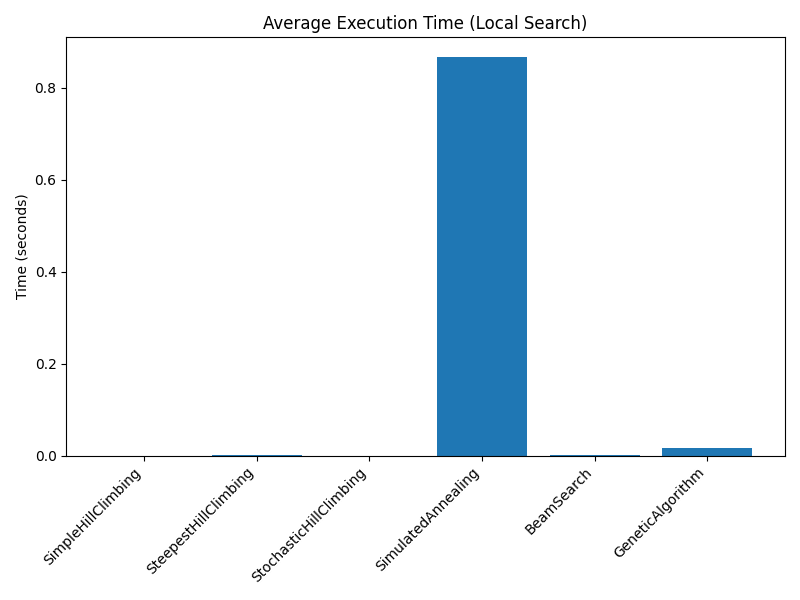 Average Execution Time (Local Search)
Time (seconds)
0.8
0.6
0.4
0.2
0.0
SimpleHillClimbing
SteepestHillClimbing
StochasticHillClimbing
SimulatedAnnealing
BeamSearch
GeneticAlgorithm